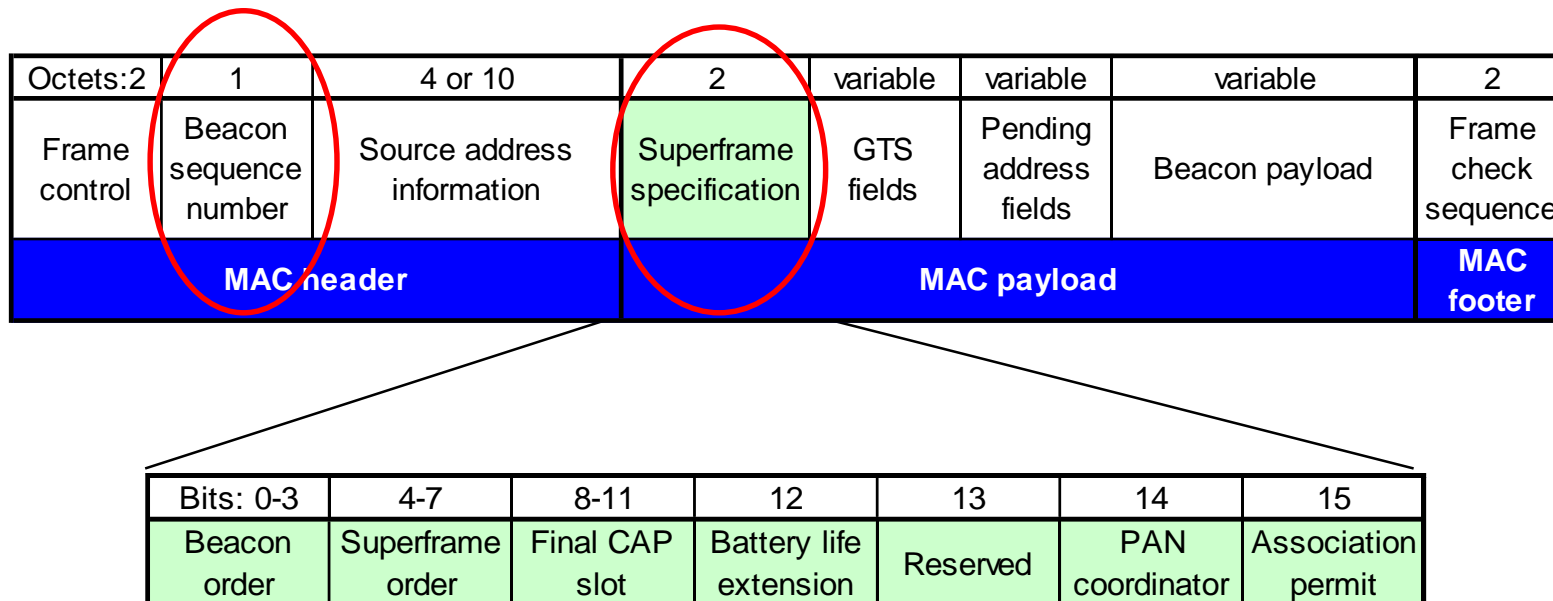 Octets:2 1 4 or 10 2 variable variable variable 2
Frame control Beacon sequence number Source address information Superframe specification GTS fields Pending address fields Beacon payload Frame check sequence
MAC header MAC payload MAC footer
Bits: 0-3 4-7 8-11 12 13 14 15
Beacon order Superframe order Final CAP slot Battery life extension Reserved PAN coordinator Association permit